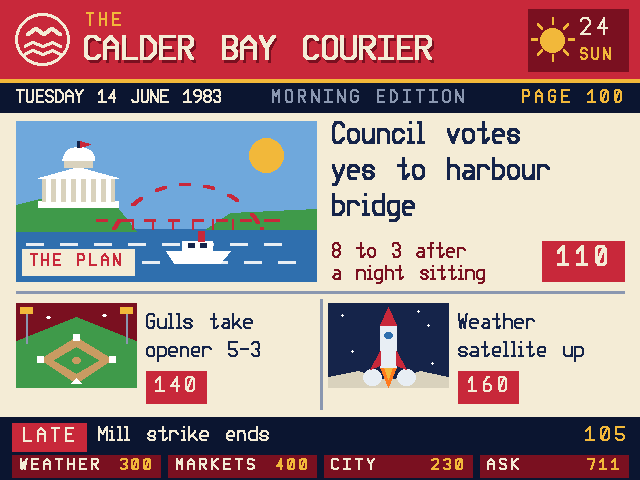 THE
CALDER BAY COURIER
24
SUN
TUESDAY 14 JUNE 1983 MORNING EDITION PAGE 100
Council votes
yes to harbour
bridge
8 to 3 after
a night sitting
110
THE PLAN
Gulls take
opener 5-3
140
Weather
satellite up
160
LATE Mill strike ends 105
WEATHER 300 MARKETS 400 CITY 230 ASK 711